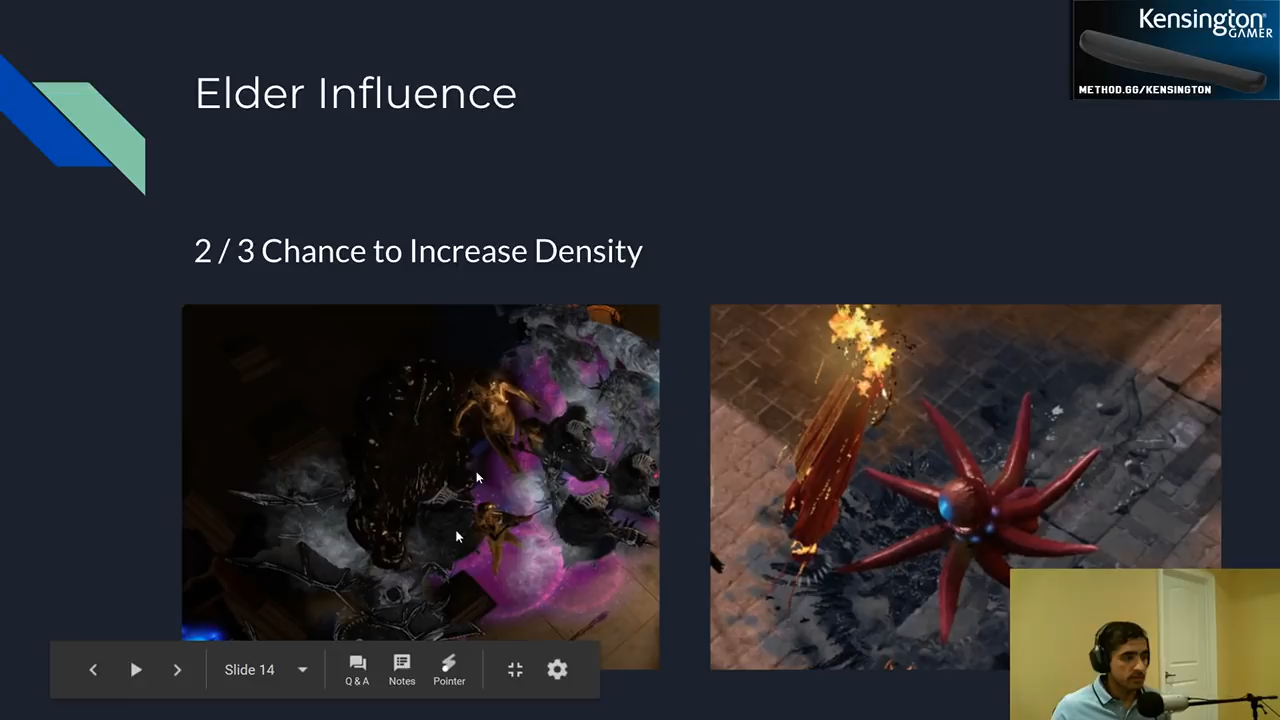 Kensington
GAMER
METHOD.GG/KENSINGTON
Elder Influence
2 / 3 Chance to Increase Density
Slide 14
Q & A
Notes
Pointer